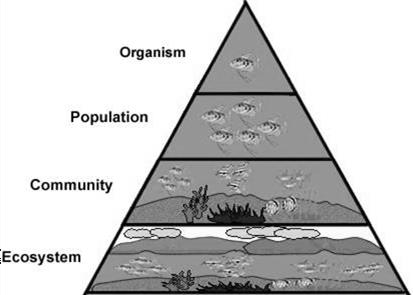 Organism
Population
Community
Ecosystem